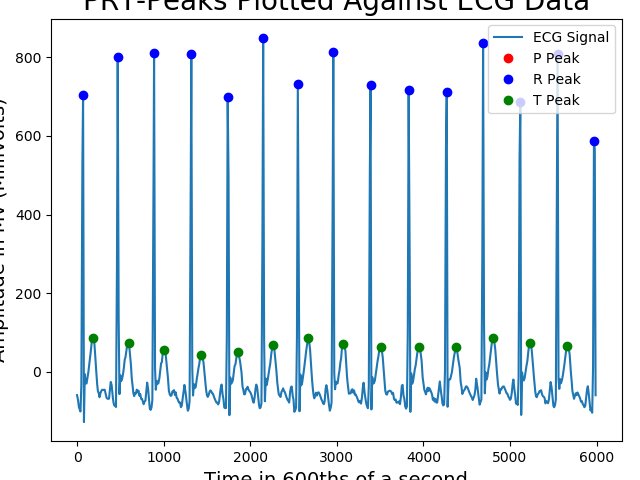 PRT-Peaks Plotted Against ECG Data
ECG Signal
P Peak
R Peak
T Peak
800
600
400
200
0
Amplitude in MV (MilliVolts)
0 1000 2000 3000 4000 5000 6000
Time in 600ths of a second